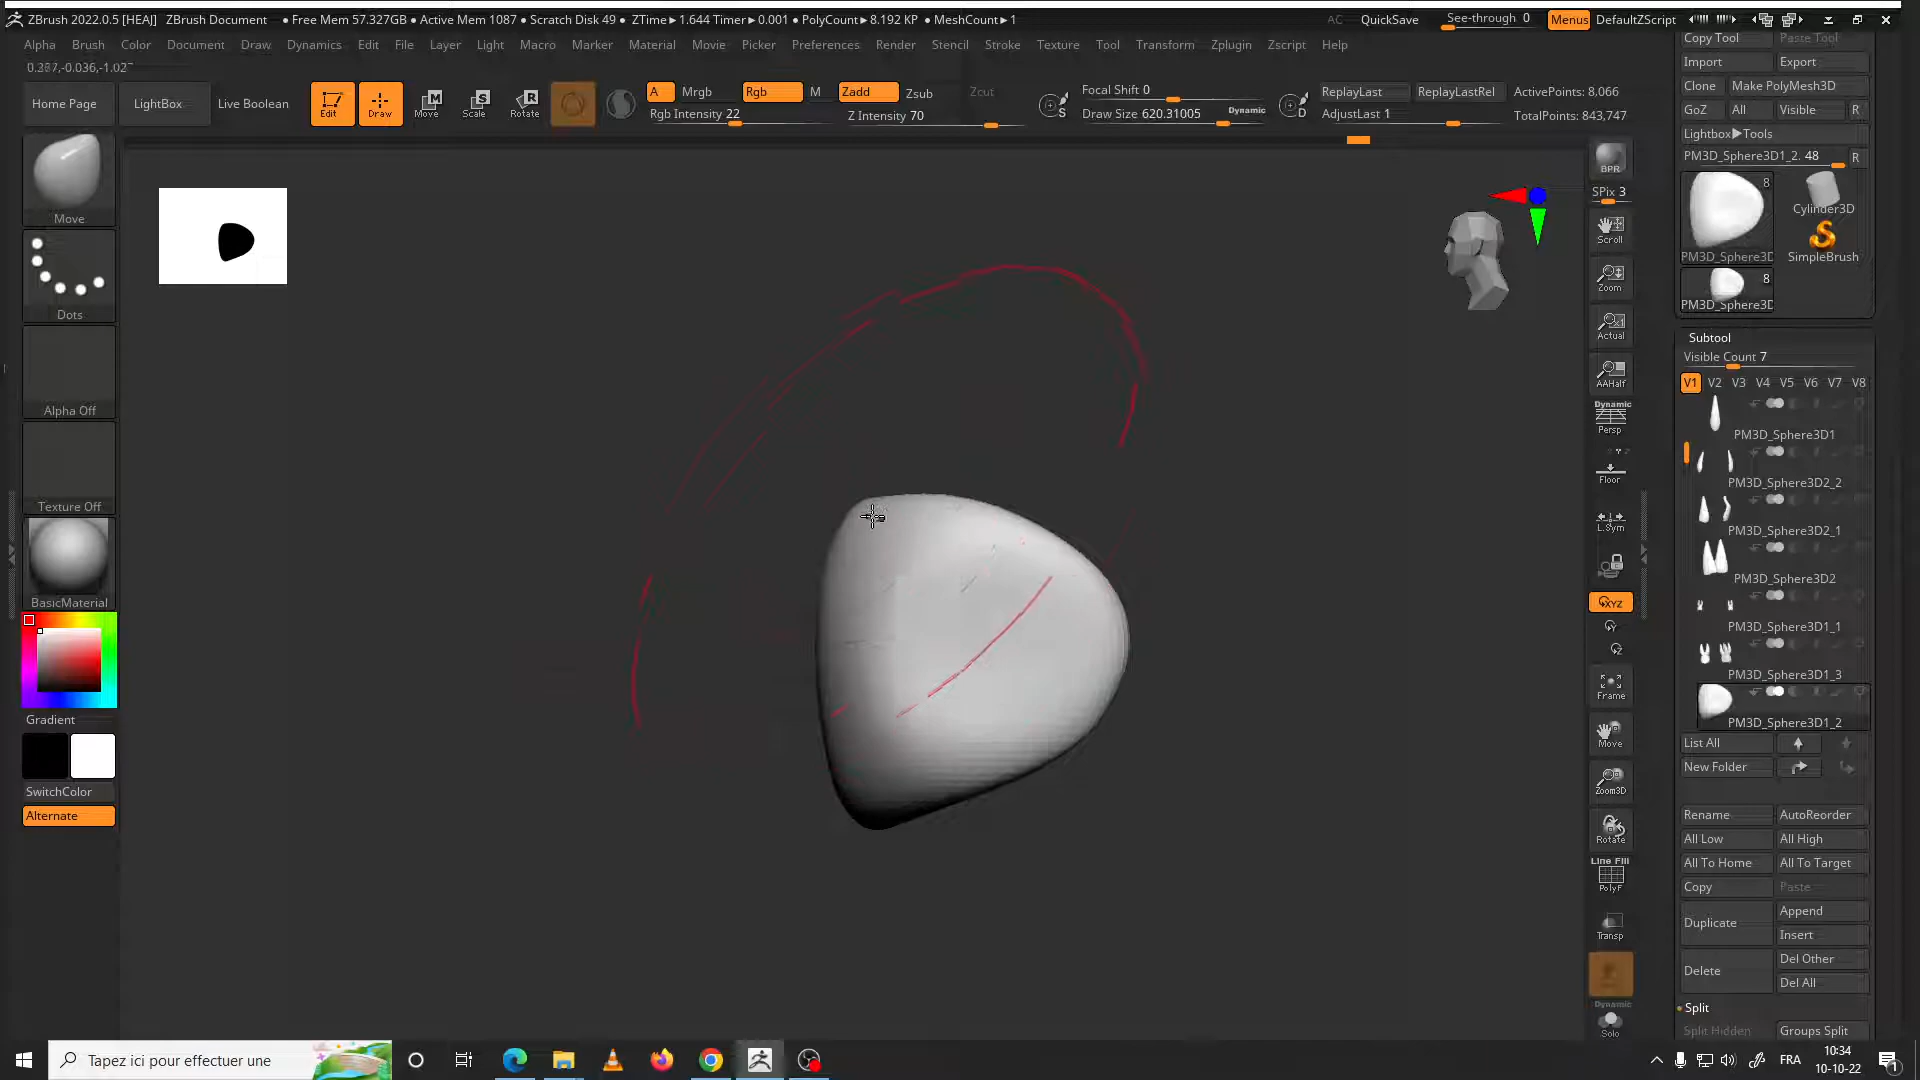 ZBrush 2022.0.5 [HEAJ] ZBrush Document • Free Mem 57.327GB • Active Mem 1087 • Scratch Disk 49 • ZTime►1.644 Timer►0.001 • PolyCount►8.192 KP • MeshCount►1 AC QuickSave See-through 0 Menus DefaultZScript
Alpha Brush Color Document Draw Dynamics Edit File Layer Light Macro Marker Material Movie Picker Preferences Render Stencil Stroke Texture Tool Transform Zplugin Zscript Help
Home Page LightBox Live Boolean Edit Draw Move Scale Rotate
A Mrgb Rgb M Zadd Zsub Zcut
Rgb Intensity 22 Z Intensity 70
Focal Shift 0
Draw Size 620.31005 Dynamic
S D
ReplayLast ReplayLastRel ActivePoints: 8,066
AdjustLast 1 TotalPoints: 843,747
Move
Dots
Alpha Off
Texture Off
BasicMaterial
Gradient
SwitchColor
Alternate
BPR
SPix 3
Scroll
Zoom
Actual
AAHalf
Dynamic
Persp
Floor
L.Sym
XYZ
Frame
Move
Zoom3D
Rotate
Line Fill
PolyF
Transp
Dynamic
Solo
Copy Tool Paste Tool
Import Export
Clone Make PolyMesh3D
GoZ All Visible R
Lightbox►Tools
PM3D_Sphere3D1_2. 48 R
8
Cylinder3D
PM3D_Sphere3D SimpleBrush
8
PM3D_Sphere3D
Subtool
Visible Count 7
V1 V2 V3 V4 V5 V6 V7 V8
PM3D_Sphere3D1
PM3D_Sphere3D2_2
PM3D_Sphere3D2_1
PM3D_Sphere3D2
PM3D_Sphere3D1_1
PM3D_Sphere3D1_3
PM3D_Sphere3D1_2
List All
New Folder
Rename AutoReorder
All Low All High
All To Home All To Target
Copy Paste
Duplicate Append
Insert
Delete Del Other
Del All
Split
Split Hidden Groups Split
Tapez ici pour effectuer une
FRA
10:34
10-10-22
1